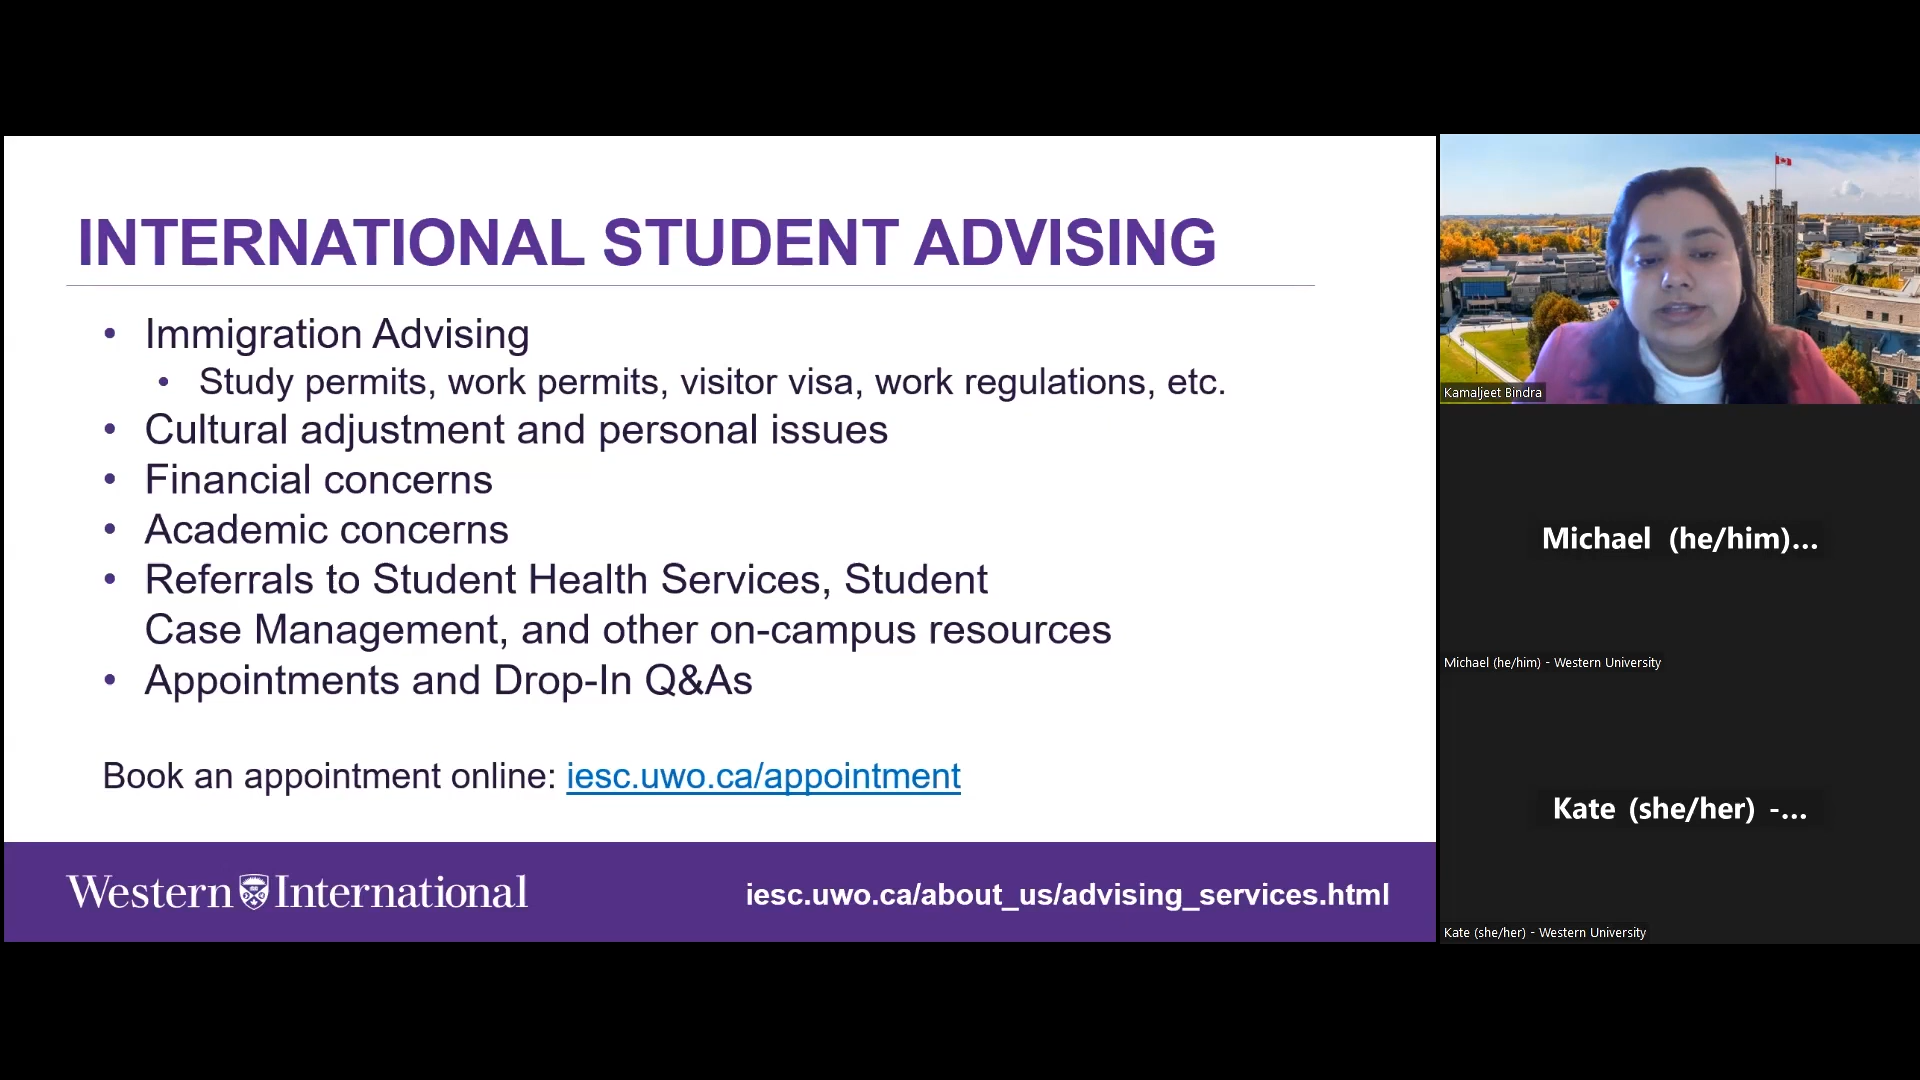 INTERNATIONAL STUDENT ADVISING
• Immigration Advising
• Study permits, work permits, visitor visa, work regulations, etc.
• Cultural adjustment and personal issues
• Financial concerns
• Academic concerns
• Referrals to Student Health Services, Student
Case Management, and other on-campus resources
• Appointments and Drop-In Q&As
Book an appointment online: iesc.uwo.ca/appointment
Western International
iesc.uwo.ca/about_us/advising_services.html
Kamaljeet Bindra
Michael (he/him)...
Michael (he/him) - Western University
Kate (she/her) -...
Kate (she/her) - Western University